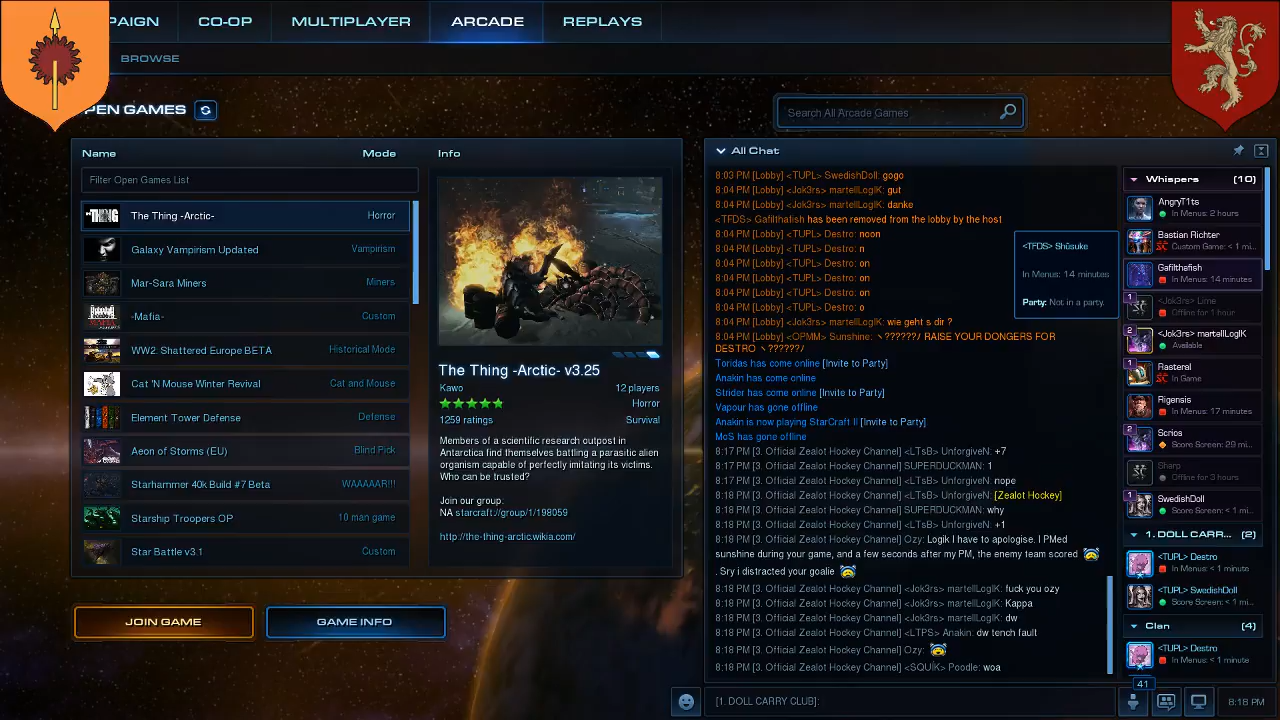 PAIGN
CO-OP
MULTIPLAYER
ARCADE
REPLAYS
BROWSE
PEN GAMES
Search All Arcade Games
Name
Mode
Info
Filter Open Games List
The Thing -Arctic-
Horror
Galaxy Vampirism Updated
Vampirism
Mar-Sara Miners
Miners
-Mafia-
Custom
WW2: Shattered Europe BETA
Historical Mode
Cat 'N Mouse Winter Revival
Cat and Mouse
Element Tower Defense
Defense
Aeon of Storms (EU)
Blind Pick
Starhammer 40k Build #7 Beta
WAAAAR!!!
Starship Troopers OP
10 man game
Star Battle v3.1
Custom
The Thing -Arctic- v3.25
Kawo
12 players
Horror
1259 ratings
Survival
Members of a scientific research outpost in
Antarctica find themselves battling a parasitic alien
organism capable of perfectly imitating its victims.
Who can be trusted?
Join our group:
NA starcraft://group/1/198059
http://the-thing-arctic.wikia.com/
JOIN GAME
GAME INFO
All Chat
8:03 PM [Lobby] <TUPL> SwedishDoll: gogo
8:04 PM [Lobby] <Jok3rs> martellLogIK: gut
8:04 PM [Lobby] <Jok3rs> martellLogIK: danke
<TFDS> Gafilthafish has been removed from the lobby by the host
8:04 PM [Lobby] <TUPL> Destro: noon
8:04 PM [Lobby] <TUPL> Destro: n
8:04 PM [Lobby] <TUPL> Destro: on
8:04 PM [Lobby] <TUPL> Destro: on
8:04 PM [Lobby] <TUPL> Destro: on
8:04 PM [Lobby] <TUPL> Destro: o
8:04 PM [Lobby] <Jok3rs> martellLogIK: wie geht s dir ?
8:04 PM [Lobby] <OPMM> Sunshine: ヽ??????ﾉ RAISE YOUR DONGERS FOR
DESTRO ヽ??????ﾉ
Toridas has come online [Invite to Party]
Anakin has come online
Strider has come online [Invite to Party]
Vapour has gone offline
Anakin is now playing StarCraft II [Invite to Party]
MoS has gone offline
8:17 PM [3. Official Zealot Hockey Channel] <LTsB> UnforgiveN: +7
8:17 PM [3. Official Zealot Hockey Channel] SUPERDUCKMAN: 1
8:17 PM [3. Official Zealot Hockey Channel] <LTsB> UnforgiveN: nope
8:18 PM [3. Official Zealot Hockey Channel] <LTsB> UnforgiveN: [Zealot Hockey]
8:18 PM [3. Official Zealot Hockey Channel] SUPERDUCKMAN: why
8:18 PM [3. Official Zealot Hockey Channel] <LTsB> UnforgiveN: +1
8:18 PM [3. Official Zealot Hockey Channel] Ozy: Logik I have to apologise. I PMed
sunshine during your game, and a few seconds after my PM, the enemy team scored
. Sry i distracted your goalie
8:18 PM [3. Official Zealot Hockey Channel] <Jok3rs> martellLogIK: fuck you ozy
8:18 PM [3. Official Zealot Hockey Channel] <Jok3rs> martellLogIK: Kappa
8:18 PM [3. Official Zealot Hockey Channel] <Jok3rs> martellLogIK: dw
8:18 PM [3. Official Zealot Hockey Channel] <LTPS> Anakin: dw tench fault
8:18 PM [3. Official Zealot Hockey Channel] Ozy:
8:18 PM [3. Official Zealot Hockey Channel] <SQUÍK> Poodle: woa
<TFDS> Shûsuke
In Menus: 14 minutes
Party: Not in a party.
Whispers
(10)
AngryT1ts
In Menus: 2 hours
Bastian Richter
Custom Game: < 1 mi...
Gafilthafish
In Menus: 14 minutes
1
<Jok3rs> Lime
Offline for 1 hour
2
<Jok3rs> martellLogIK
Available
1
Rasteral
In Game
Rigensis
In Menus: 17 minutes
2
Scrios
Score Screen: 29 mi...
Sharp
Offline for 3 hours
1
SwedishDoll
Score Screen: < 1 mi...
1. DOLL CARR...
(2)
<TUPL> Destro
In Menus: < 1 minute
<TUPL> SwedishDoll
Score Screen: < 1 mi...
Clan
(4)
<TUPL> Destro
In Menus: < 1 minute
[1. DOLL CARRY CLUB]:
41
8:18 PM